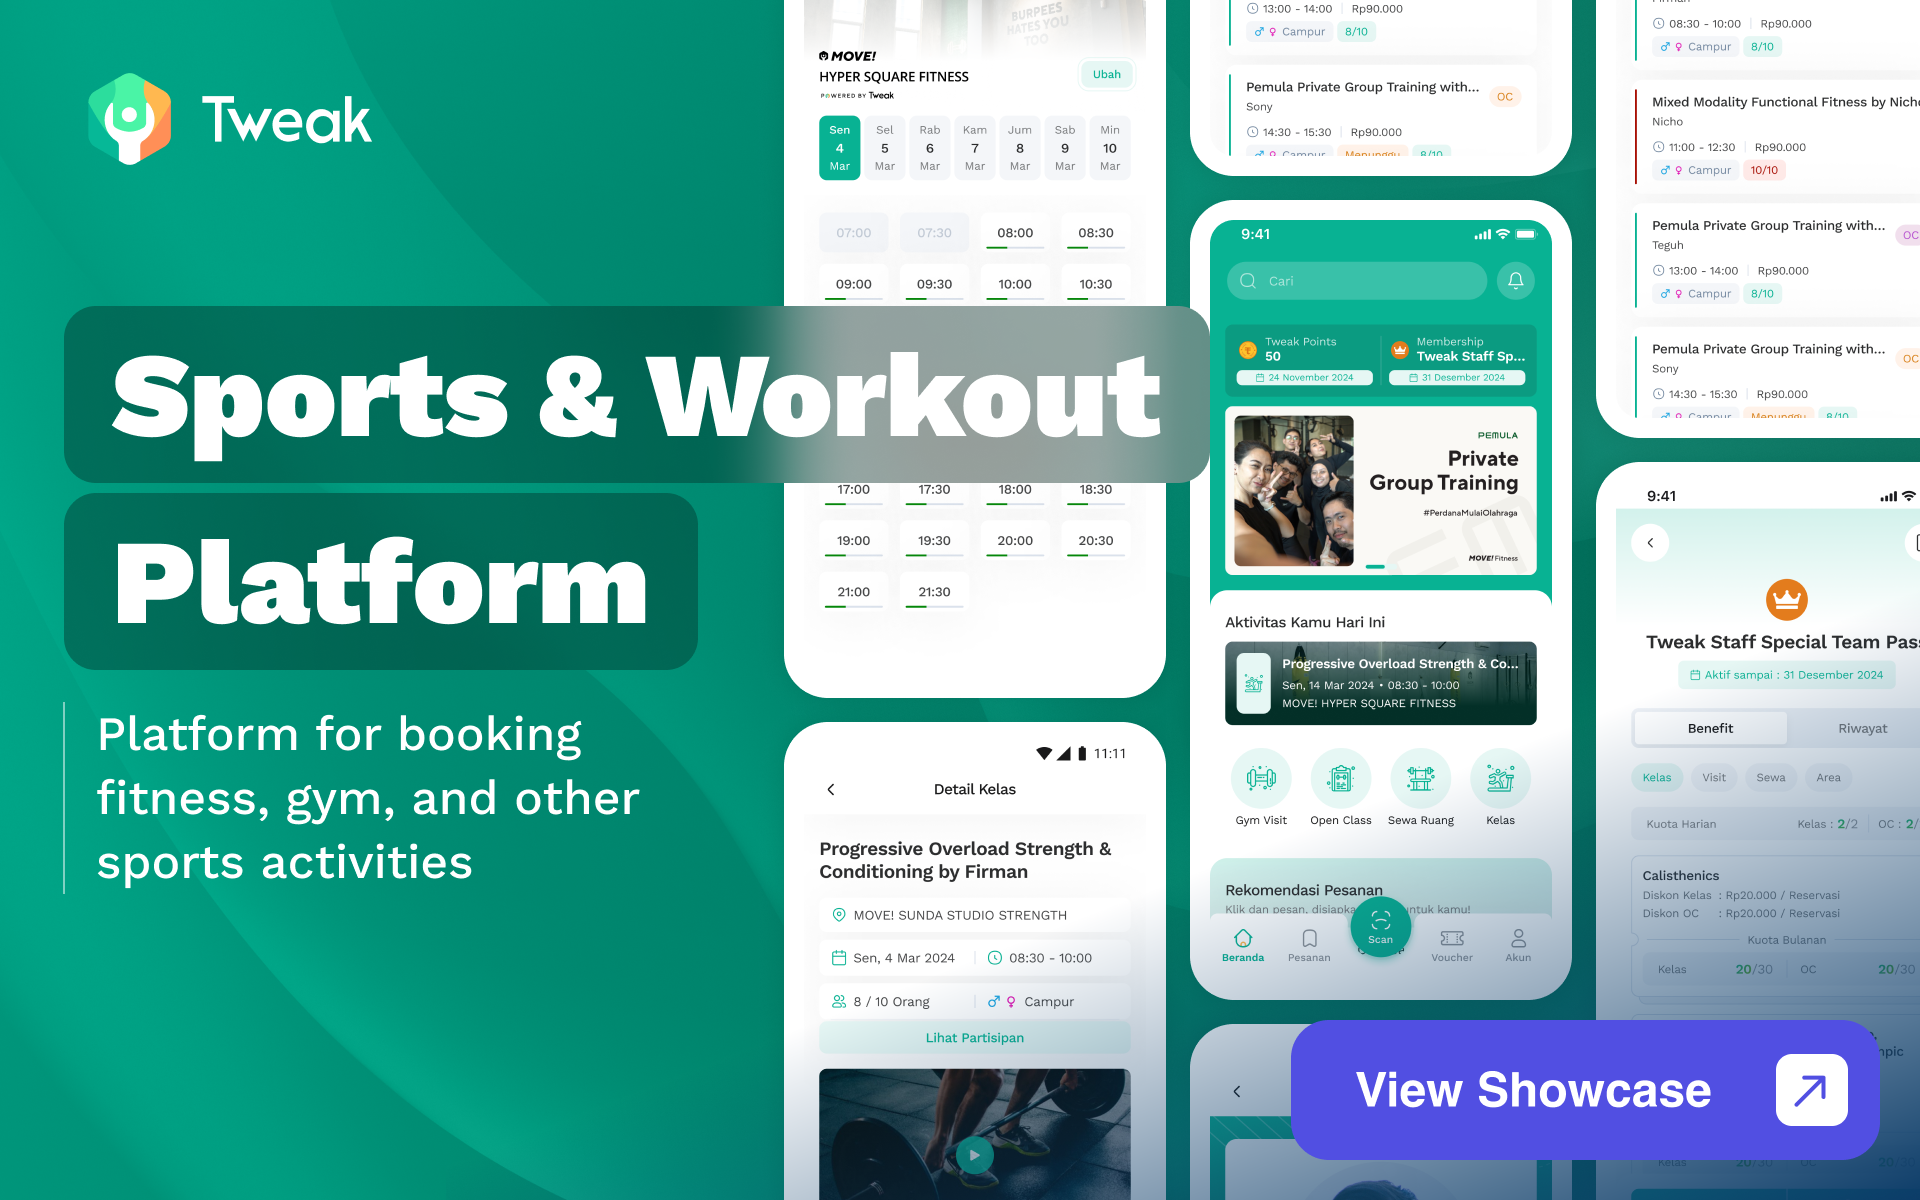 Tweak
Sports & Workout
Platform
Platform for booking
fitness, gym, and other
sports activities
BURPEES
HATES YOU
TOO
MOVE!
HYPER SQUARE FITNESS
POWERED BY Tweak
Ubah
Sen Sel Rab Kam Jum Sab Min
4 5 6 7 8 9 10
Mar Mar Mar Mar Mar Mar Mar
07:00 07:30 08:00 08:30
09:00 09:30 10:00 10:30
17:00 17:30 18:00 18:30
19:00 19:30 20:00 20:30
21:00 21:30
11:11
Detail Kelas
Progressive Overload Strength &
Conditioning by Firman
MOVE! SUNDA STUDIO STRENGTH
Sen, 4 Mar 2024 08:30 - 10:00
8 / 10 Orang Campur
Lihat Partisipan
13:00 - 14:00 Rp90.000
Campur 8/10
Pemula Private Group Training with...
Sony
OC
14:30 - 15:30 Rp90.000
Campur Menunggu 8/10
9:41
Cari
Tweak Points
50
24 November 2024
Membership
Tweak Staff Sp...
31 Desember 2024
PEMULA
Private
Group Training
#PerdanaMulaiOlahraga
MOVE! Fitness
Aktivitas Kamu Hari Ini
Progressive Overload Strength & Co...
Sen, 14 Mar 2024 • 08:30 - 10:00
MOVE! HYPER SQUARE FITNESS
Gym Visit Open Class Sewa Ruang Kelas
Rekomendasi Pesanan
Klik dan pesan, disiapka untuk kamu!
Scan
Beranda Pesanan Voucher Akun
Firman
08:30 - 10:00 Rp90.000
Campur 8/10
Mixed Modality Functional Fitness by Nicho
Nicho
11:00 - 12:30 Rp90.000
Campur 10/10
Pemula Private Group Training with...
Teguh
OC
13:00 - 14:00 Rp90.000
Campur 8/10
Pemula Private Group Training with...
Sony
OC
14:30 - 15:30 Rp90.000
Campur Menunggu 8/10
9:41
Tweak Staff Special Team Pas
Aktif sampai : 31 Desember 2024
Benefit Riwayat
Kelas Visit Sewa Area
Kuota Harian Kelas : 2/2 OC : 2/
Calisthenics
Diskon Kelas : Rp20.000 / Reservasi
Diskon OC : Rp20.000 / Reservasi
Kuota Bulanan
Kelas 20/30 OC 20/30
mpic
Kelas 20/30 OC 20/30
View Showcase